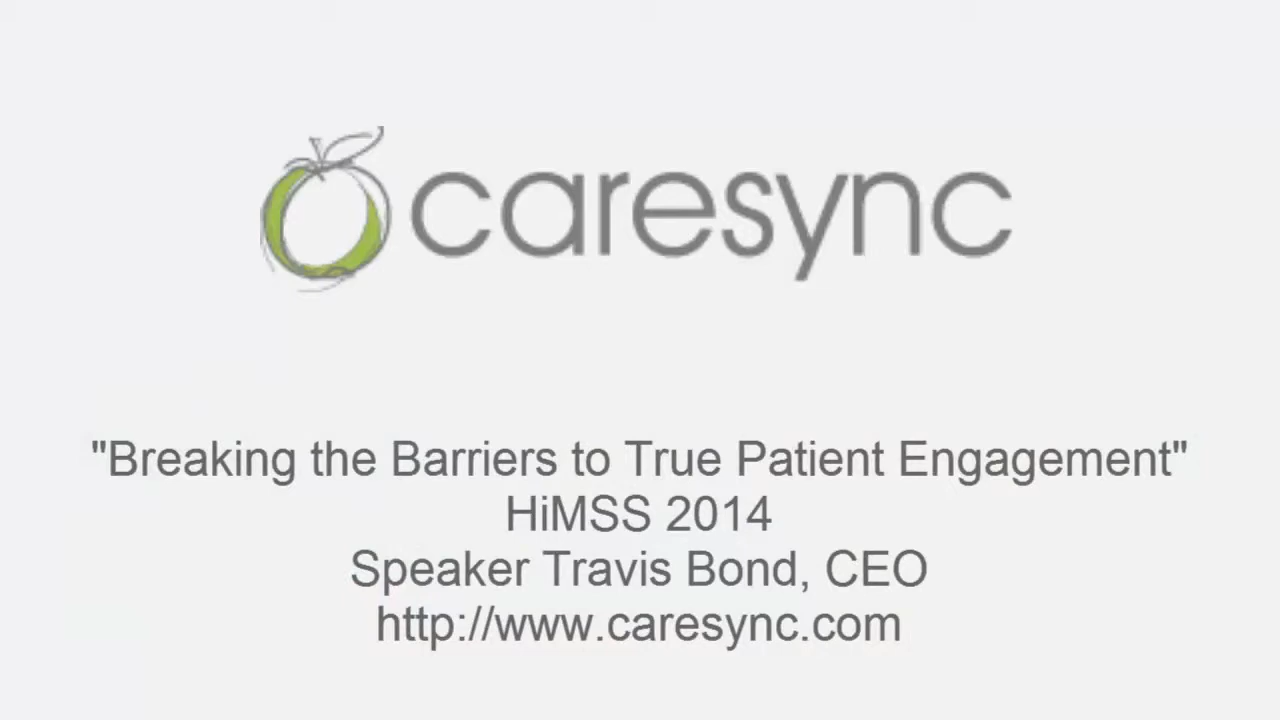 caresync
"Breaking the Barriers to True Patient Engagement"
HiMSS 2014
Speaker Travis Bond, CEO
http://www.caresync.com